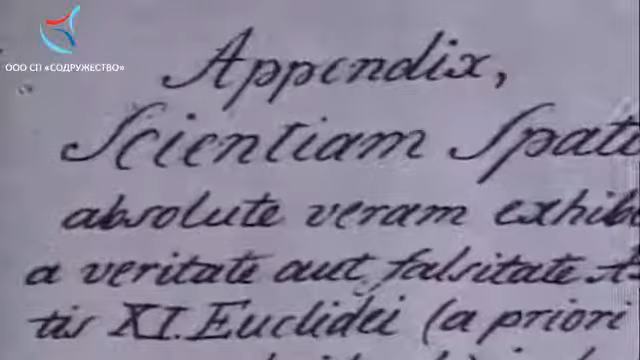 ООО СП «СОДРУЖЕСТВО»
Appendix,
Scientiam Spati
absolute veram exhib
a veritate aut falsitate A
tis XI. Euclidei (a priori